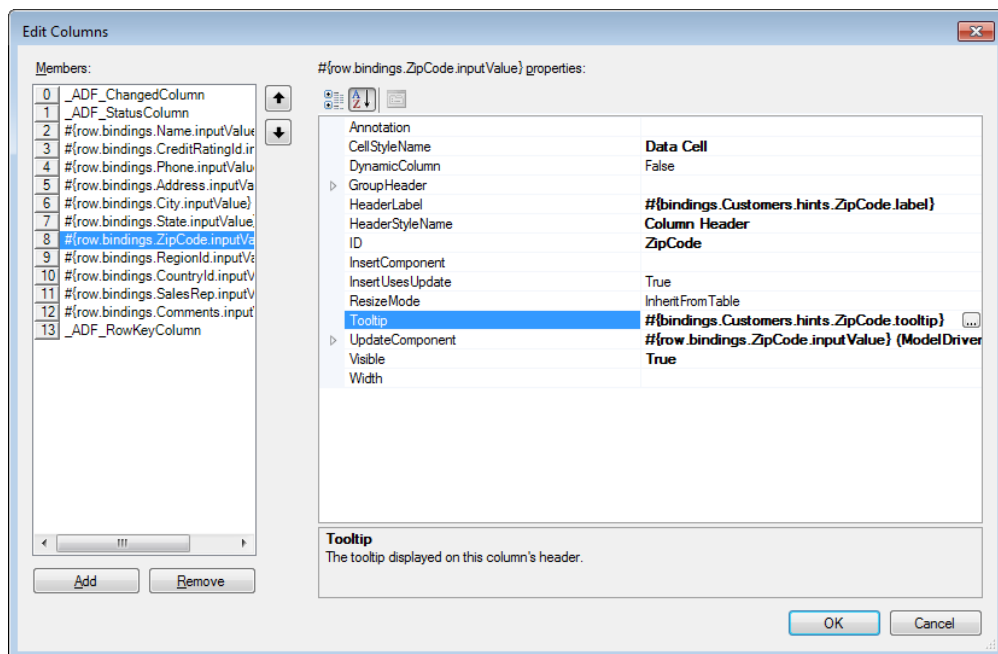 Edit Columns
Members:
0 _ADF_ChangedColumn
1 _ADF_StatusColumn
2 #{row.bindings.Name.inputValue
3 #{row.bindings.CreditRatingId.in
4 #{row.bindings.Phone.inputValu
5 #{row.bindings.Address.inputVa
6 #{row.bindings.City.inputValue}
7 #{row.bindings.State.inputValue
8 #{row.bindings.ZipCode.inputVa
9 #{row.bindings.RegionId.inputVa
10 #{row.bindings.CountryId.inputV
11 #{row.bindings.SalesRep.inputV
12 #{row.bindings.Comments.input
13 _ADF_RowKeyColumn
Add Remove
#{row.bindings.ZipCode.inputValue} properties:
Annotation
CellStyleName Data Cell
DynamicColumn False
GroupHeader
HeaderLabel #{bindings.Customers.hints.ZipCode.label}
HeaderStyleName Column Header
ID ZipCode
InsertComponent
InsertUsesUpdate True
ResizeMode InheritFromTable
Tooltip #{bindings.Customers.hints.ZipCode.tooltip} ...
UpdateComponent #{row.bindings.ZipCode.inputValue} (ModelDriven
Visible True
Width
Tooltip
The tooltip displayed on this column's header.
OK Cancel